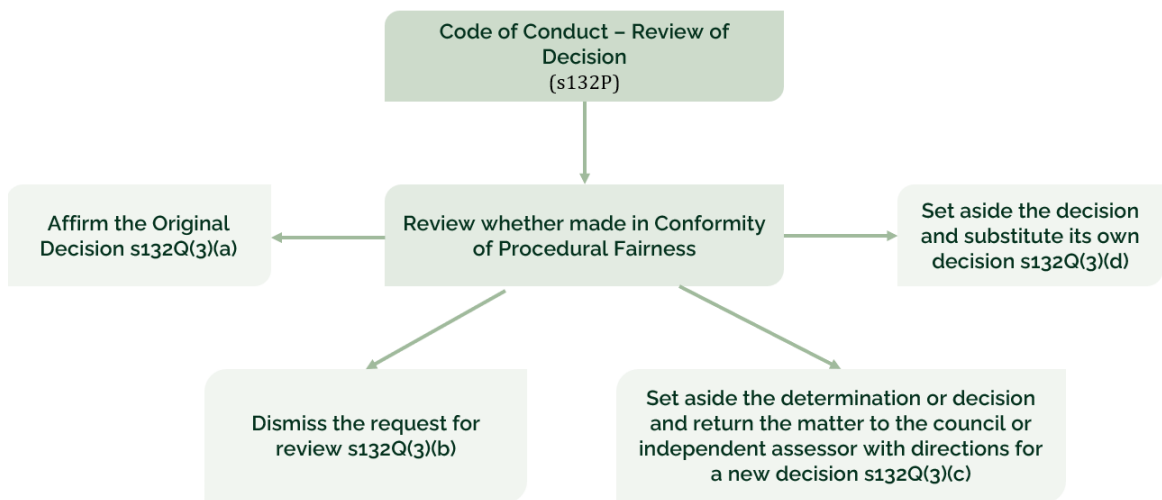 Code of Conduct – Review of
Decision
(s132P)
Affirm the Original
Decision s132Q(3)(a)
Review whether made in Conformity
of Procedural Fairness
Set aside the decision
and substitute its own
decision s132Q(3)(d)
Dismiss the request for
review s132Q(3)(b)
Set aside the determination or decision
and return the matter to the council or
independent assessor with directions for
a new decision s132Q(3)(c)